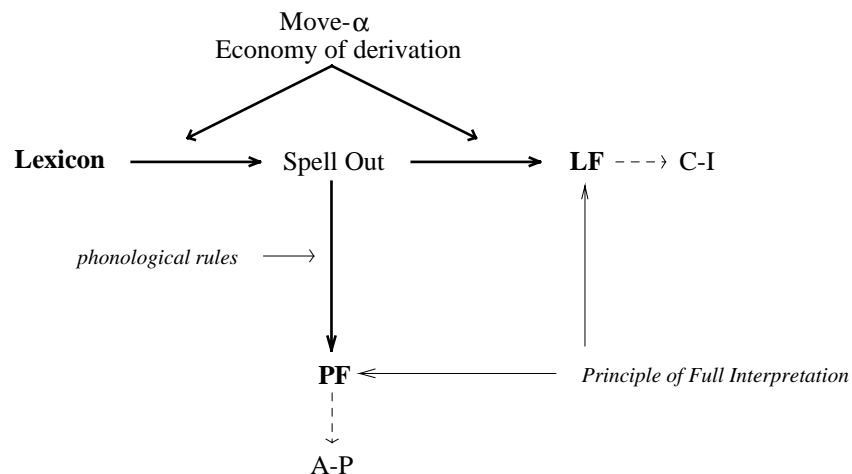 Move-α
Economy of derivation
Lexicon Spell Out LF C-I
phonological rules
PF Principle of Full Interpretation
A-P